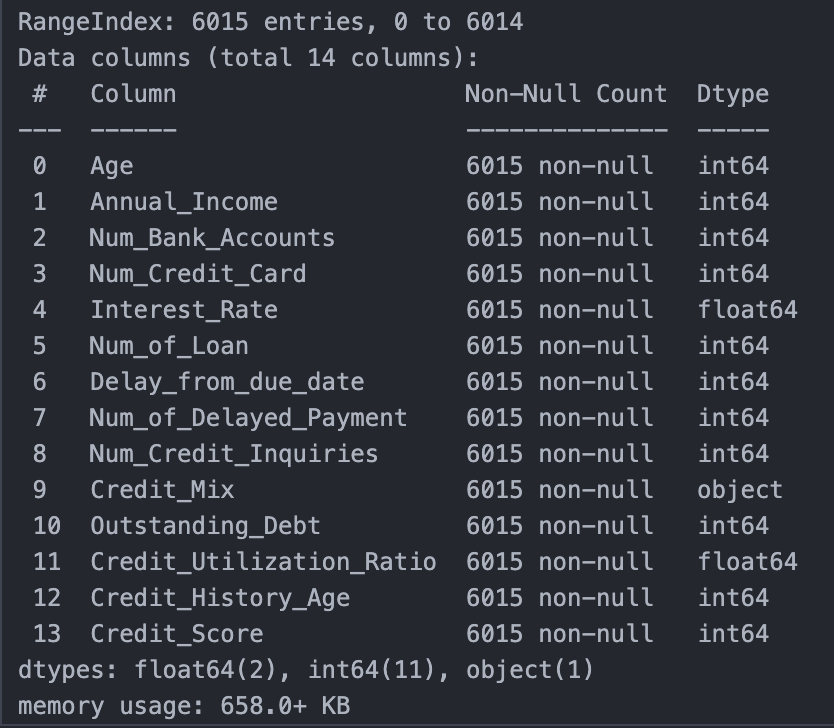 RangeIndex: 6015 entries, 0 to 6014
Data columns (total 14 columns):
 #   Column                    Non-Null Count  Dtype
---  ------                    --------------  -----
 0   Age                       6015 non-null   int64
 1   Annual_Income             6015 non-null   int64
 2   Num_Bank_Accounts         6015 non-null   int64
 3   Num_Credit_Card           6015 non-null   int64
 4   Interest_Rate             6015 non-null   float64
 5   Num_of_Loan               6015 non-null   int64
 6   Delay_from_due_date       6015 non-null   int64
 7   Num_of_Delayed_Payment    6015 non-null   int64
 8   Num_Credit_Inquiries      6015 non-null   int64
 9   Credit_Mix                6015 non-null   object
 10  Outstanding_Debt          6015 non-null   int64
 11  Credit_Utilization_Ratio  6015 non-null   float64
 12  Credit_History_Age        6015 non-null   int64
 13  Credit_Score              6015 non-null   int64
dtypes: float64(2), int64(11), object(1)
memory usage: 658.0+ KB